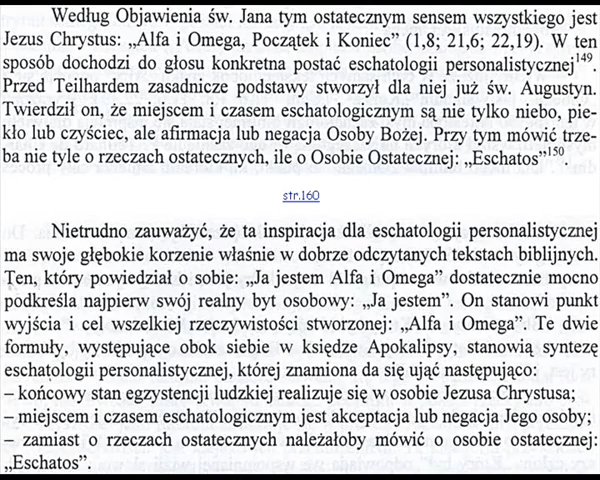 Według Objawienia św. Jana tym ostatecznym sensem wszystkiego jest
Jezus Chrystus: „Alfa i Omega, Początek i Koniec” (1,8; 21,6; 22,19). W ten
sposób dochodzi do głosu konkretna postać eschatologii personalistycznej¹⁴⁹.
Przed Teilhardem zasadnicze podstawy stworzył dla niej już św. Augustyn.
Twierdził on, że miejscem i czasem eschatologicznym są nie tylko niebo, pie-
kło lub czyściec, ale afirmacja lub negacja Osoby Bożej. Przy tym mówić trze-
ba nie tyle o rzeczach ostatecznych, ile o Osobie Ostatecznej: „Eschatos”¹⁵⁰.
str.160
Nietrudno zauważyć, że ta inspiracja dla eschatologii personalistycznej
ma swoje głębokie korzenie właśnie w dobrze odczytanych tekstach biblijnych.
Ten, który powiedział o sobie: „Ja jestem Alfa i Omega” dostatecznie mocno
podkreśla najpierw swój realny byt osobowy: „Ja jestem”. On stanowi punkt
wyjścia i cel wszelkiej rzeczywistości stworzonej: „Alfa i Omega”. Te dwie
formuły, występujące obok siebie w księdze Apokalipsy, stanowią syntezę
eschatologii personalistycznej, której znamiona da się ująć następująco:
– końcowy stan egzystencji ludzkiej realizuje się w osobie Jezusa Chrystusa;
– miejscem i czasem eschatologicznym jest akceptacja lub negacja Jego osoby;
– zamiast o rzeczach ostatecznych należałoby mówić o osobie ostatecznej:
„Eschatos”.